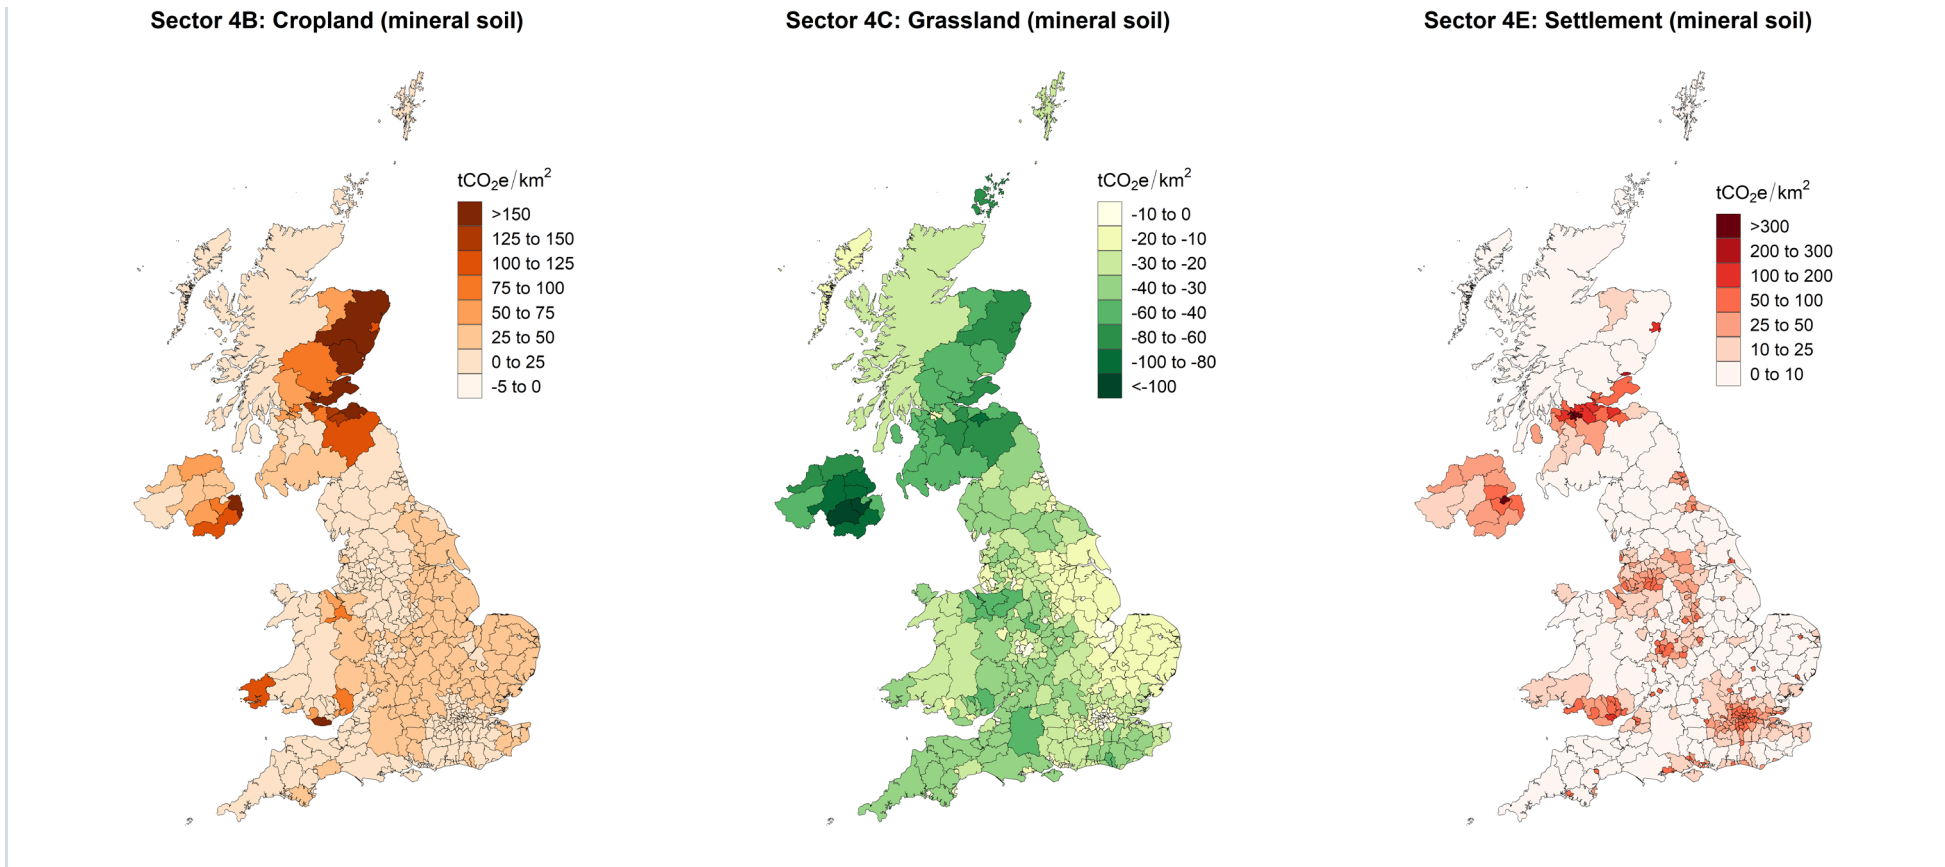 Sector 4B: Cropland (mineral soil)
tCO₂e/km²
>150
125 to 150
100 to 125
75 to 100
50 to 75
25 to 50
0 to 25
-5 to 0
Sector 4C: Grassland (mineral soil)
tCO₂e/km²
-10 to 0
-20 to -10
-30 to -20
-40 to -30
-60 to -40
-80 to -60
-100 to -80
<-100
Sector 4E: Settlement (mineral soil)
tCO₂e/km²
>300
200 to 300
100 to 200
50 to 100
25 to 50
10 to 25
0 to 10